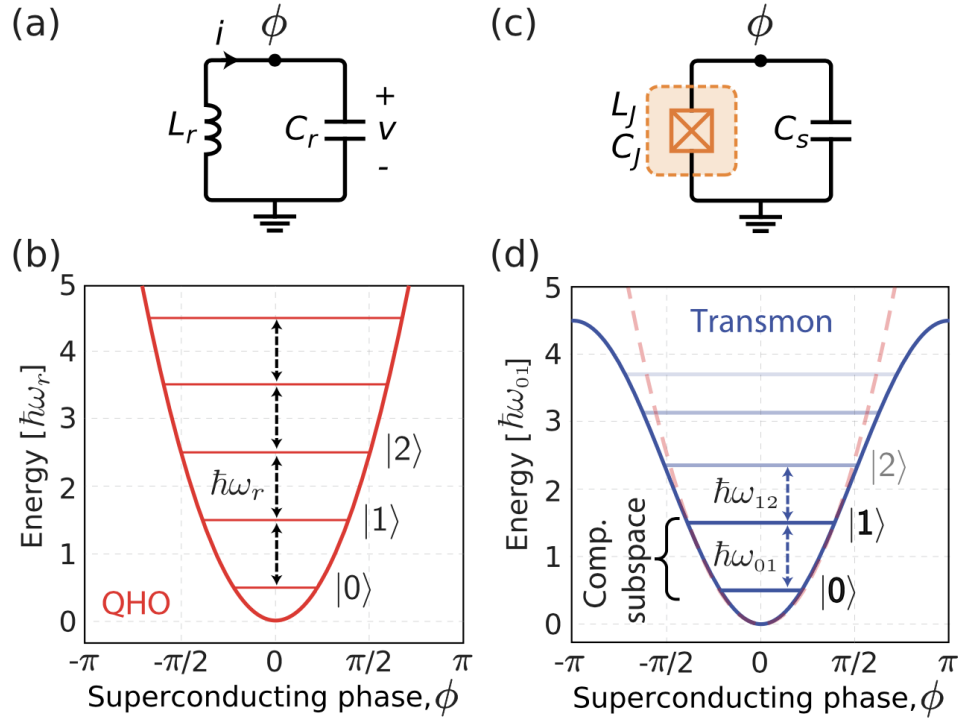 (a)
ϕ
i
L_r
C_r
+
v
-
(c)
ϕ
L_J
C_J
C_s
(b)
Energy [ℏω_r]
5
4
3
2
1
0
|2⟩
ℏω_r
|1⟩
|0⟩
QHO
-π
-π/2
0
π/2
π
Superconducting phase, ϕ
(d)
Energy [ℏω_01]
5
4
3
2
1
0
Transmon
|2⟩
ℏω_12
|1⟩
ℏω_01
|0⟩
Comp.
subspace
-π
-π/2
0
π/2
π
Superconducting phase, ϕ